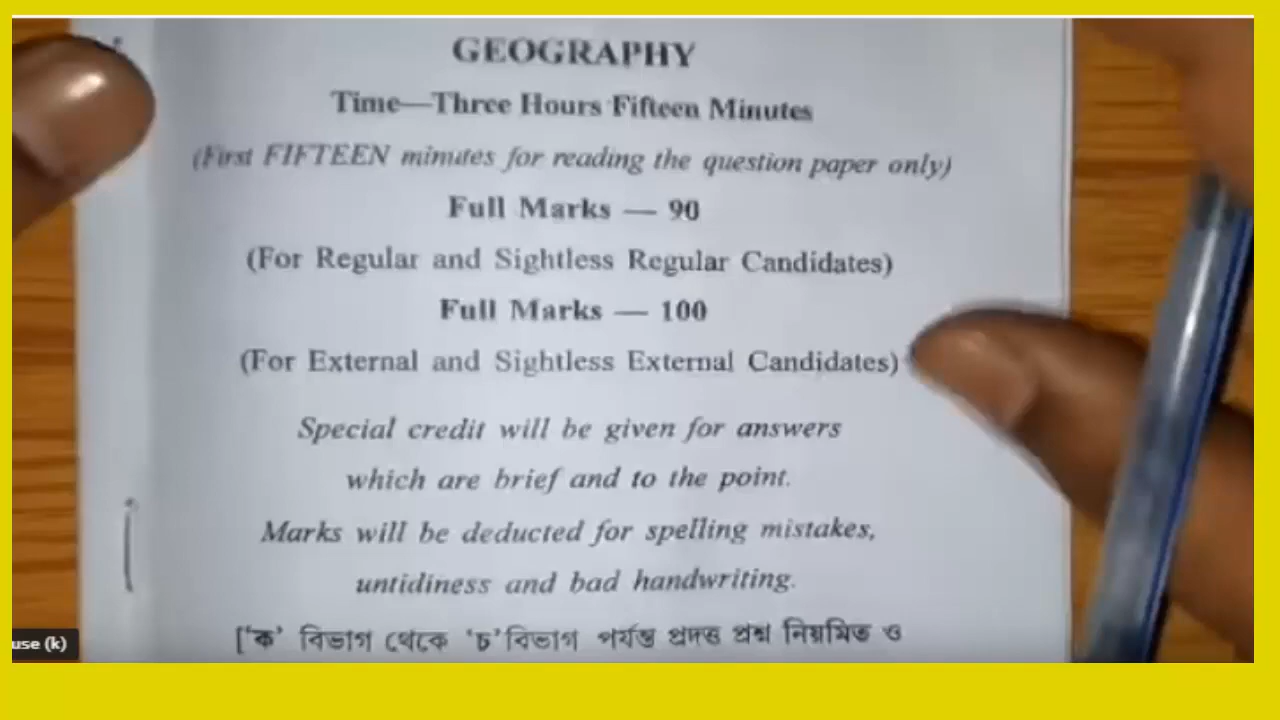 GEOGRAPHY
Time—Three Hours Fifteen Minutes
(First FIFTEEN minutes for reading the question paper only)
Full Marks — 90
(For Regular and Sightless Regular Candidates)
Full Marks — 100
(For External and Sightless External Candidates)
Special credit will be given for answers
which are brief and to the point.
Marks will be deducted for spelling mistakes,
untidiness and bad handwriting.
['ক' বিভাগ থেকে 'চ' বিভাগ পর্যন্ত প্রদত্ত প্রশ্ন নিয়মিত ও
use (k)